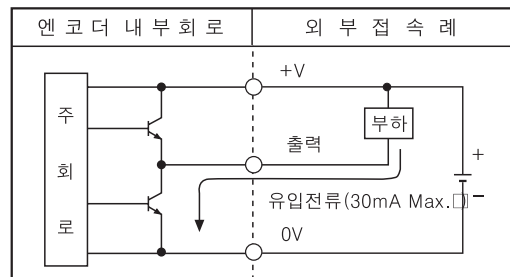 엔 코 더 내 부 회 로
외 부 접 속 례
+V
주
회
로
부하
출력
+
-
유입전류(30mA Max.□)
0V